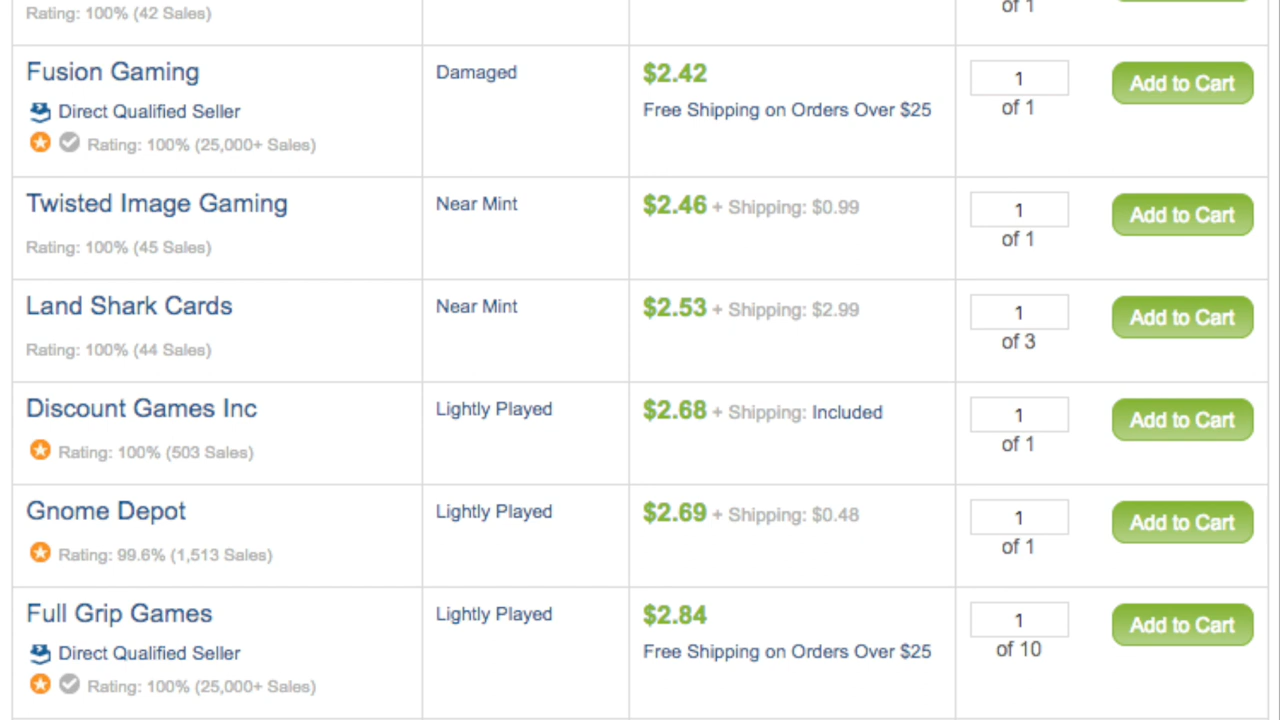 Rating: 100% (42 Sales)
of 1
Fusion Gaming
Damaged
$2.42
1
Add to Cart
Direct Qualified Seller
Free Shipping on Orders Over $25
of 1
Rating: 100% (25,000+ Sales)
Twisted Image Gaming
Near Mint
$2.46 + Shipping: $0.99
1
Add to Cart
of 1
Rating: 100% (45 Sales)
Land Shark Cards
Near Mint
$2.53 + Shipping: $2.99
1
Add to Cart
of 3
Rating: 100% (44 Sales)
Discount Games Inc
Lightly Played
$2.68 + Shipping: Included
1
Add to Cart
of 1
Rating: 100% (503 Sales)
Gnome Depot
Lightly Played
$2.69 + Shipping: $0.48
1
Add to Cart
of 1
Rating: 99.6% (1,513 Sales)
Full Grip Games
Lightly Played
$2.84
1
Add to Cart
Direct Qualified Seller
Free Shipping on Orders Over $25
of 10
Rating: 100% (25,000+ Sales)